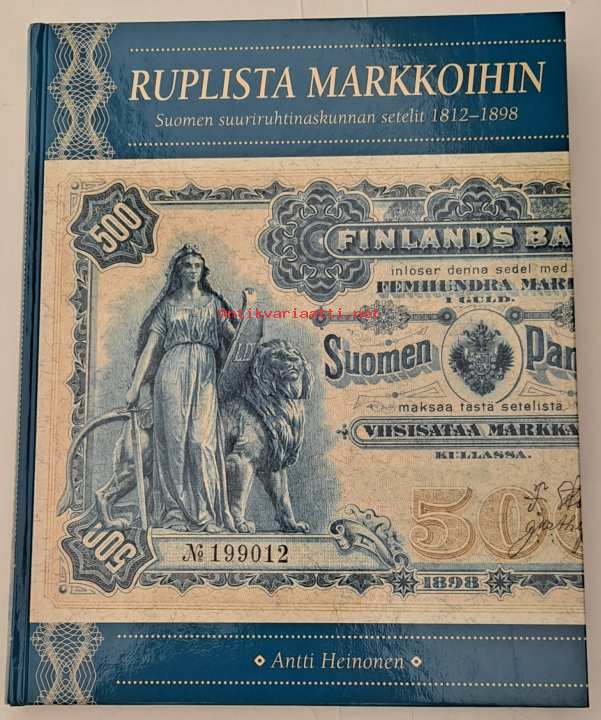 RUPLISTA MARKKOIHIN
Suomen suuriruhtinaskunnan setelit 1812–1898
500
FINLANDS BA
inlöser denna sedel med
FEMHUNDRA MAR
I GULD.
Antikvariaatti.net
Suomen Pan
maksaa tästä setelistä
VIISISATAA MARKKA
KULLASSA.
500
50
№ 199012
1898
Antti Heinonen